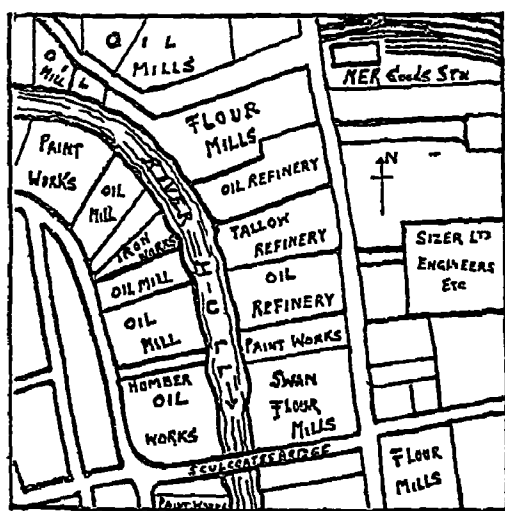 OIL
MILLS
OIL
MILL
NER Goods Stn
FLOUR
MILLS
PAINT
WORKS
OIL
MILL
RIVER
OIL REFINERY
N
IRON
WORKS
TALLOW
REFINERY
SIZER LTD
ENGINEERS
ETC
OIL MILL
OIL
REFINERY
OIL
MILL
PAINT WORKS
HUMBER
OIL
WORKS
SWAN
FLOUR
MILLS
SCULCOATES BRIDGE
FLOUR
MILLS
PAINT WORKS